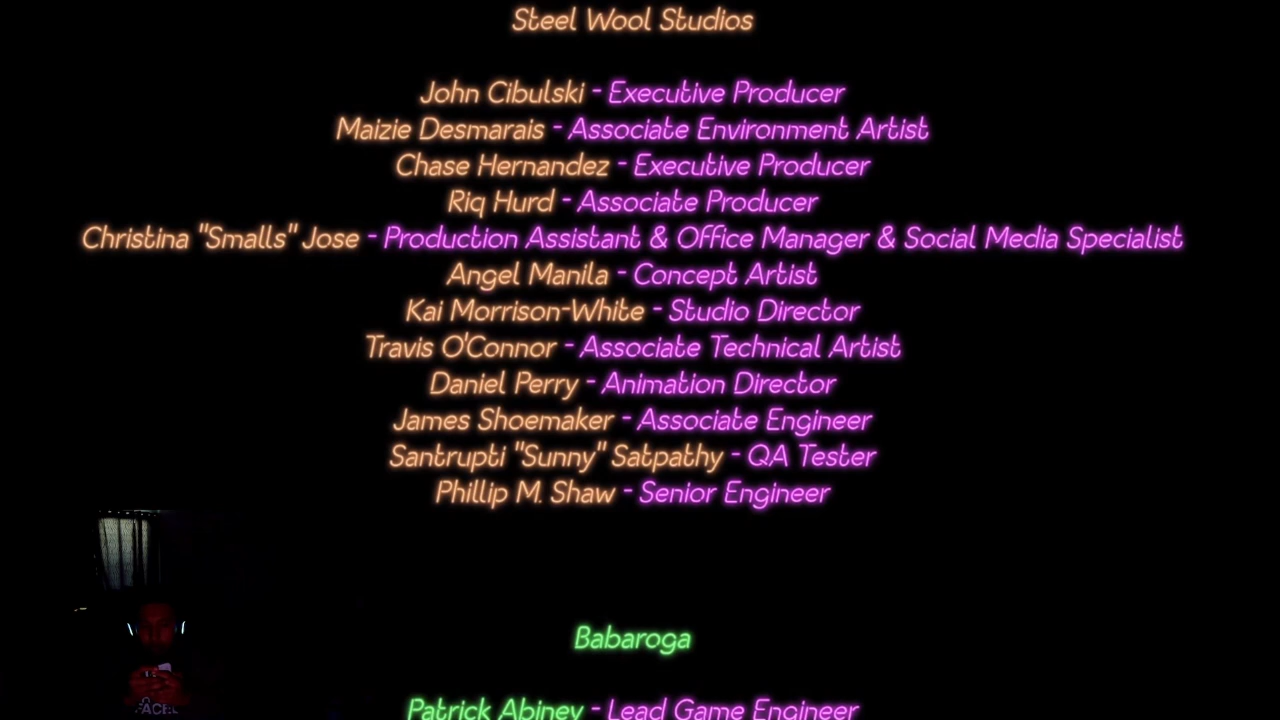 Steel Wool Studios
John Cibulski - Executive Producer
Maizie Desmarais - Associate Environment Artist
Chase Hernandez - Executive Producer
Riq Hurd - Associate Producer
Christina "Smalls" Jose - Production Assistant & Office Manager & Social Media Specialist
Angel Manila - Concept Artist
Kai Morrison-White - Studio Director
Travis O'Connor - Associate Technical Artist
Daniel Perry - Animation Director
James Shoemaker - Associate Engineer
Santrupti "Sunny" Satpathy - QA Tester
Phillip M. Shaw - Senior Engineer
Babaroga
Patrick Abiney - Lead Game Engineer